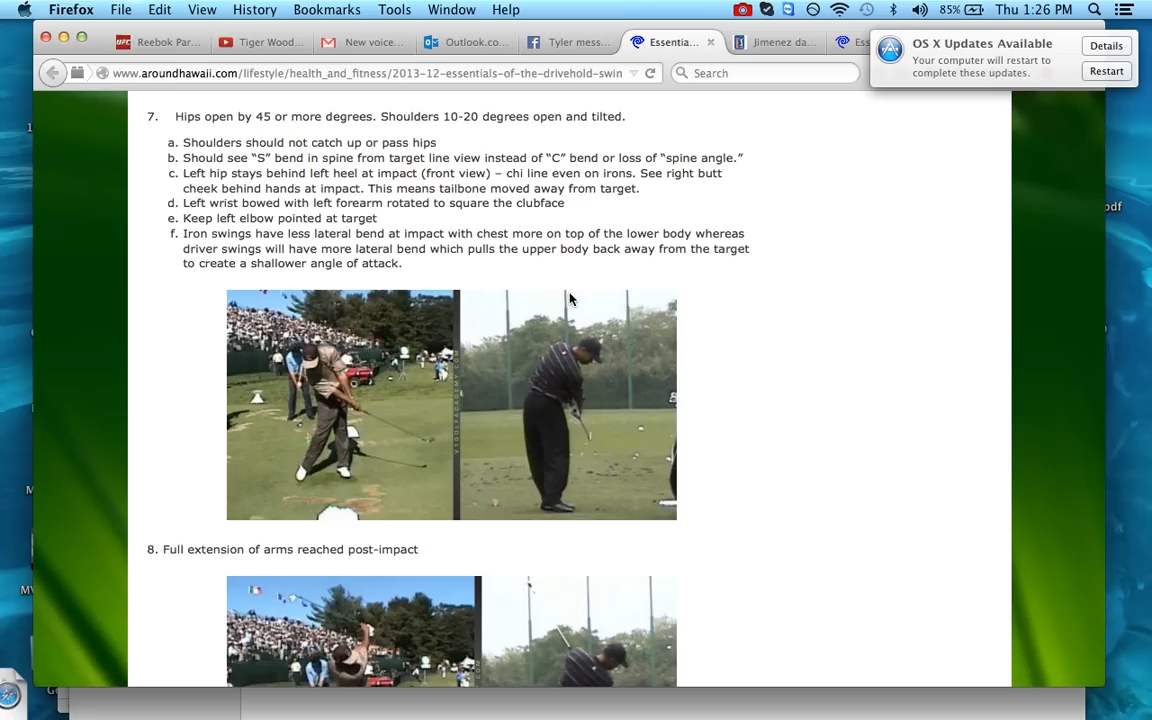 Firefox File Edit View History Bookmarks Tools Window Help 85% Thu 1:26 PM
Reebok Par... Tiger Wood... New voice... Outlook.co... Tyler mess... Essentia... Jimenez da... Ess
OS X Updates Available
Your computer will restart to
complete these updates.
Details
Restart
www.aroundhawaii.com/lifestyle/health_and_fitness/2013-12-essentials-of-the-drivehold-swin
Search
7. Hips open by 45 or more degrees. Shoulders 10-20 degrees open and tilted.
a. Shoulders should not catch up or pass hips
b. Should see “S” bend in spine from target line view instead of “C” bend or loss of “spine angle.”
c. Left hip stays behind left heel at impact (front view) – chi line even on irons. See right butt
cheek behind hands at impact. This means tailbone moved away from target.
d. Left wrist bowed with left forearm rotated to square the clubface
e. Keep left elbow pointed at target
f. Iron swings have less lateral bend at impact with chest more on top of the lower body whereas
driver swings will have more lateral bend which pulls the upper body back away from the target
to create a shallower angle of attack.
8. Full extension of arms reached post-impact